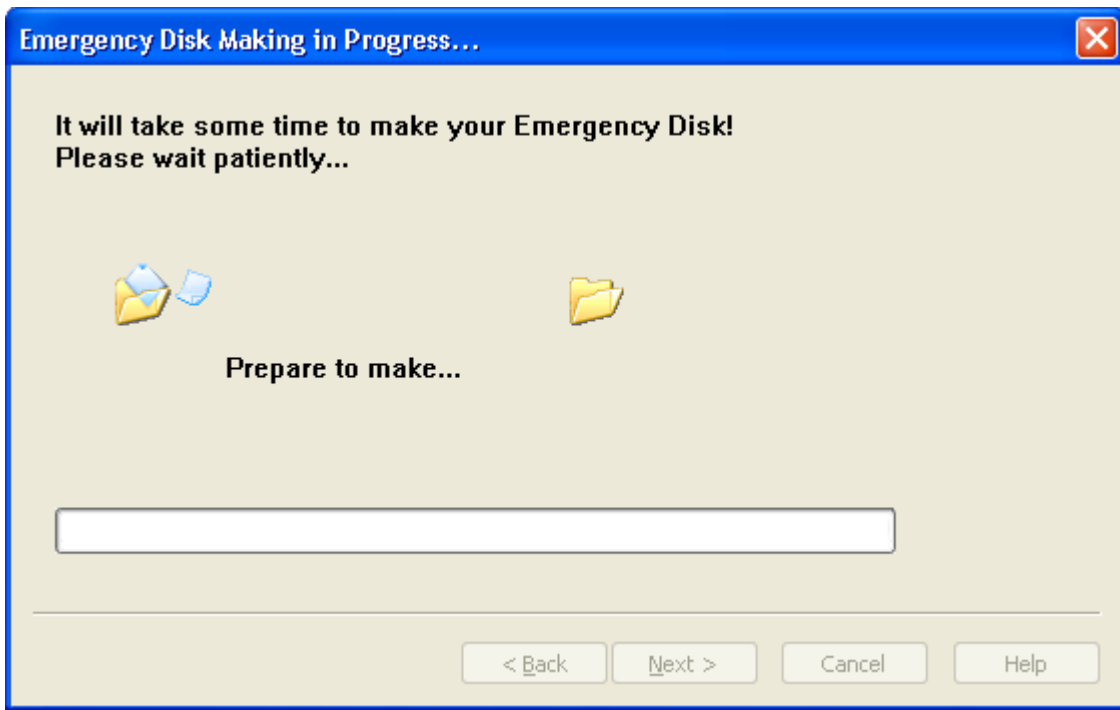 Emergency Disk Making in Progress...
It will take some time to make your Emergency Disk!
Please wait patiently...
Prepare to make...
< Back
Next >
Cancel
Help